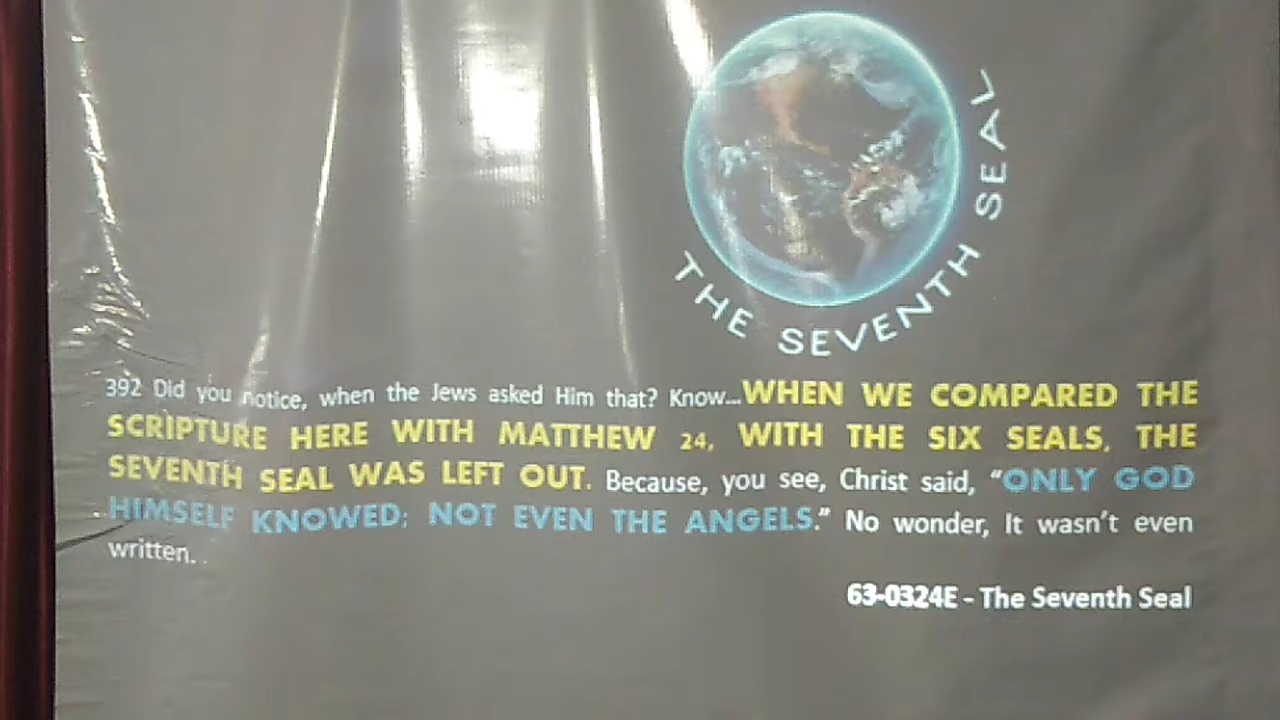 THE SEVENTH SEAL
392 Did you notice, when the Jews asked Him that? Know...WHEN WE COMPARED THE
SCRIPTURE HERE WITH MATTHEW 24, WITH THE SIX SEALS, THE
SEVENTH SEAL WAS LEFT OUT. Because, you see, Christ said, “ONLY GOD
HIMSELF KNOWED; NOT EVEN THE ANGELS.” No wonder, It wasn’t even
written.
63-0324E - The Seventh Seal